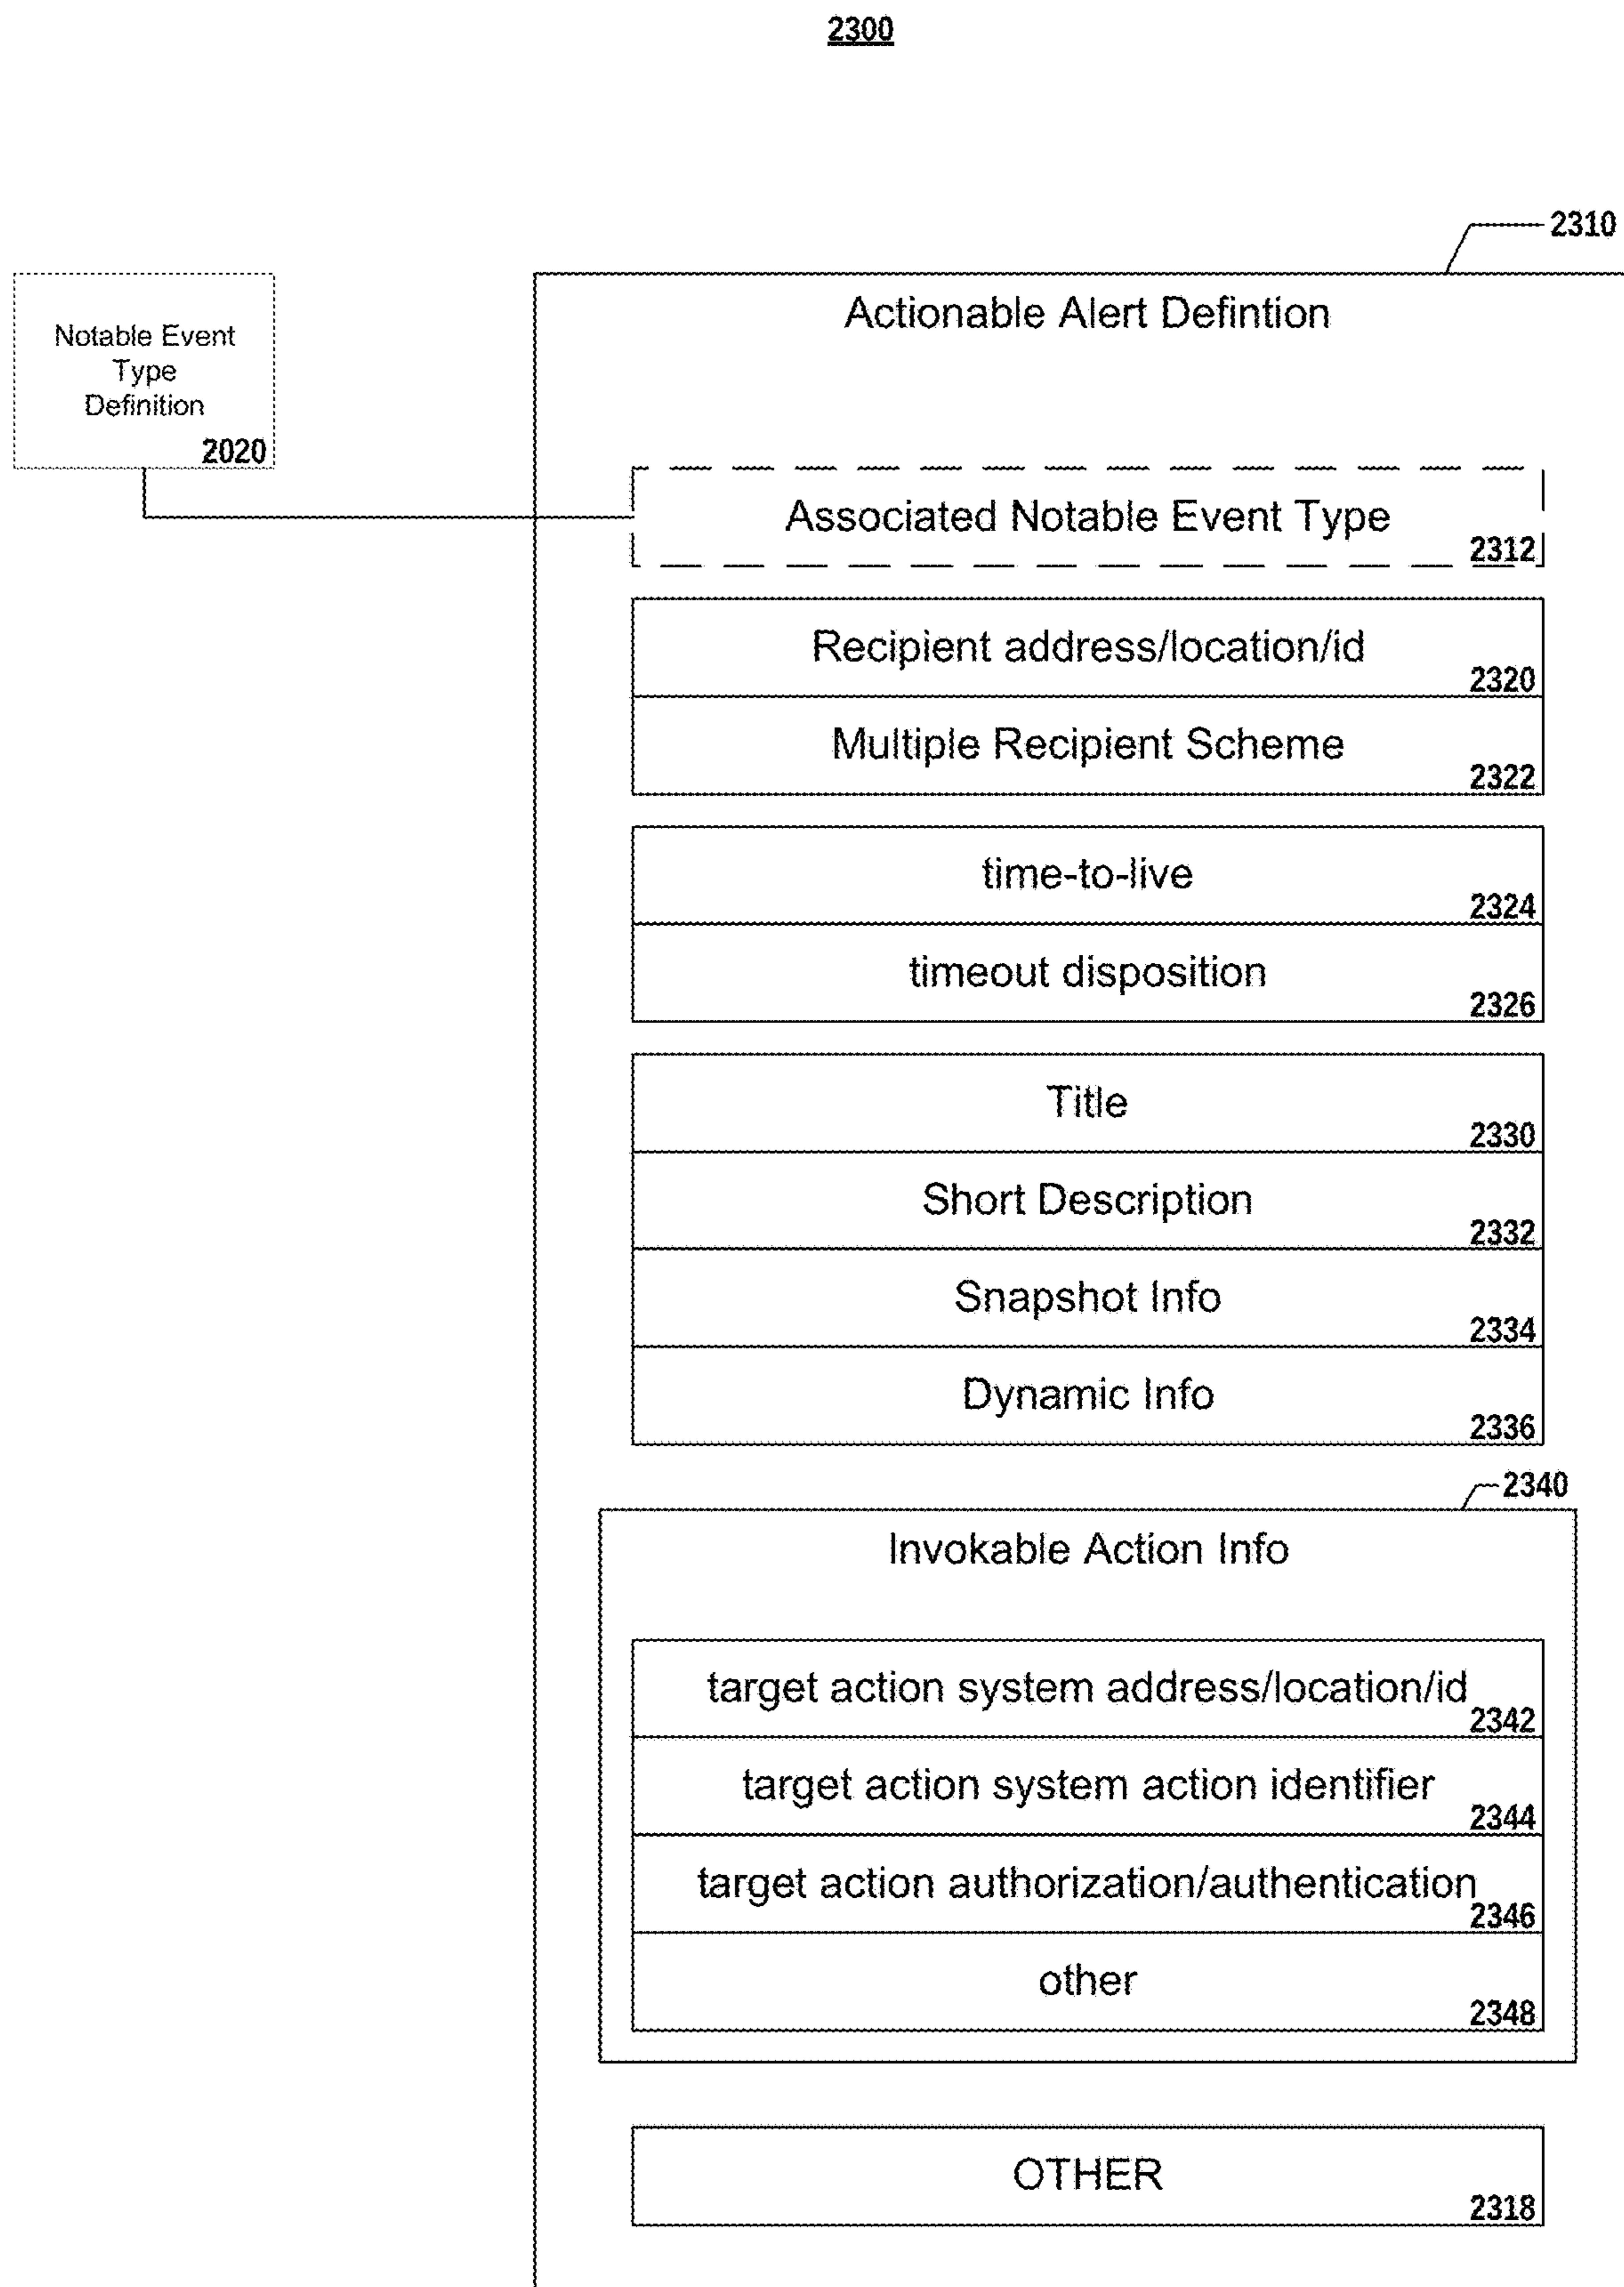 2300
2310
Actionable Alert Defintion
Notable Event
Type
Definition
2020
Associated Notable Event Type
2312
Recipient address/location/id
2320
Multiple Recipient Scheme
2322
time-to-live
2324
timeout disposition
2326
Title
2330
Short Description
2332
Snapshot Info
2334
Dynamic Info
2336
2340
Invokable Action Info
target action system address/location/id
2342
target action system action identifier
2344
target action authorization/authentication
2346
other
2348
OTHER
2318